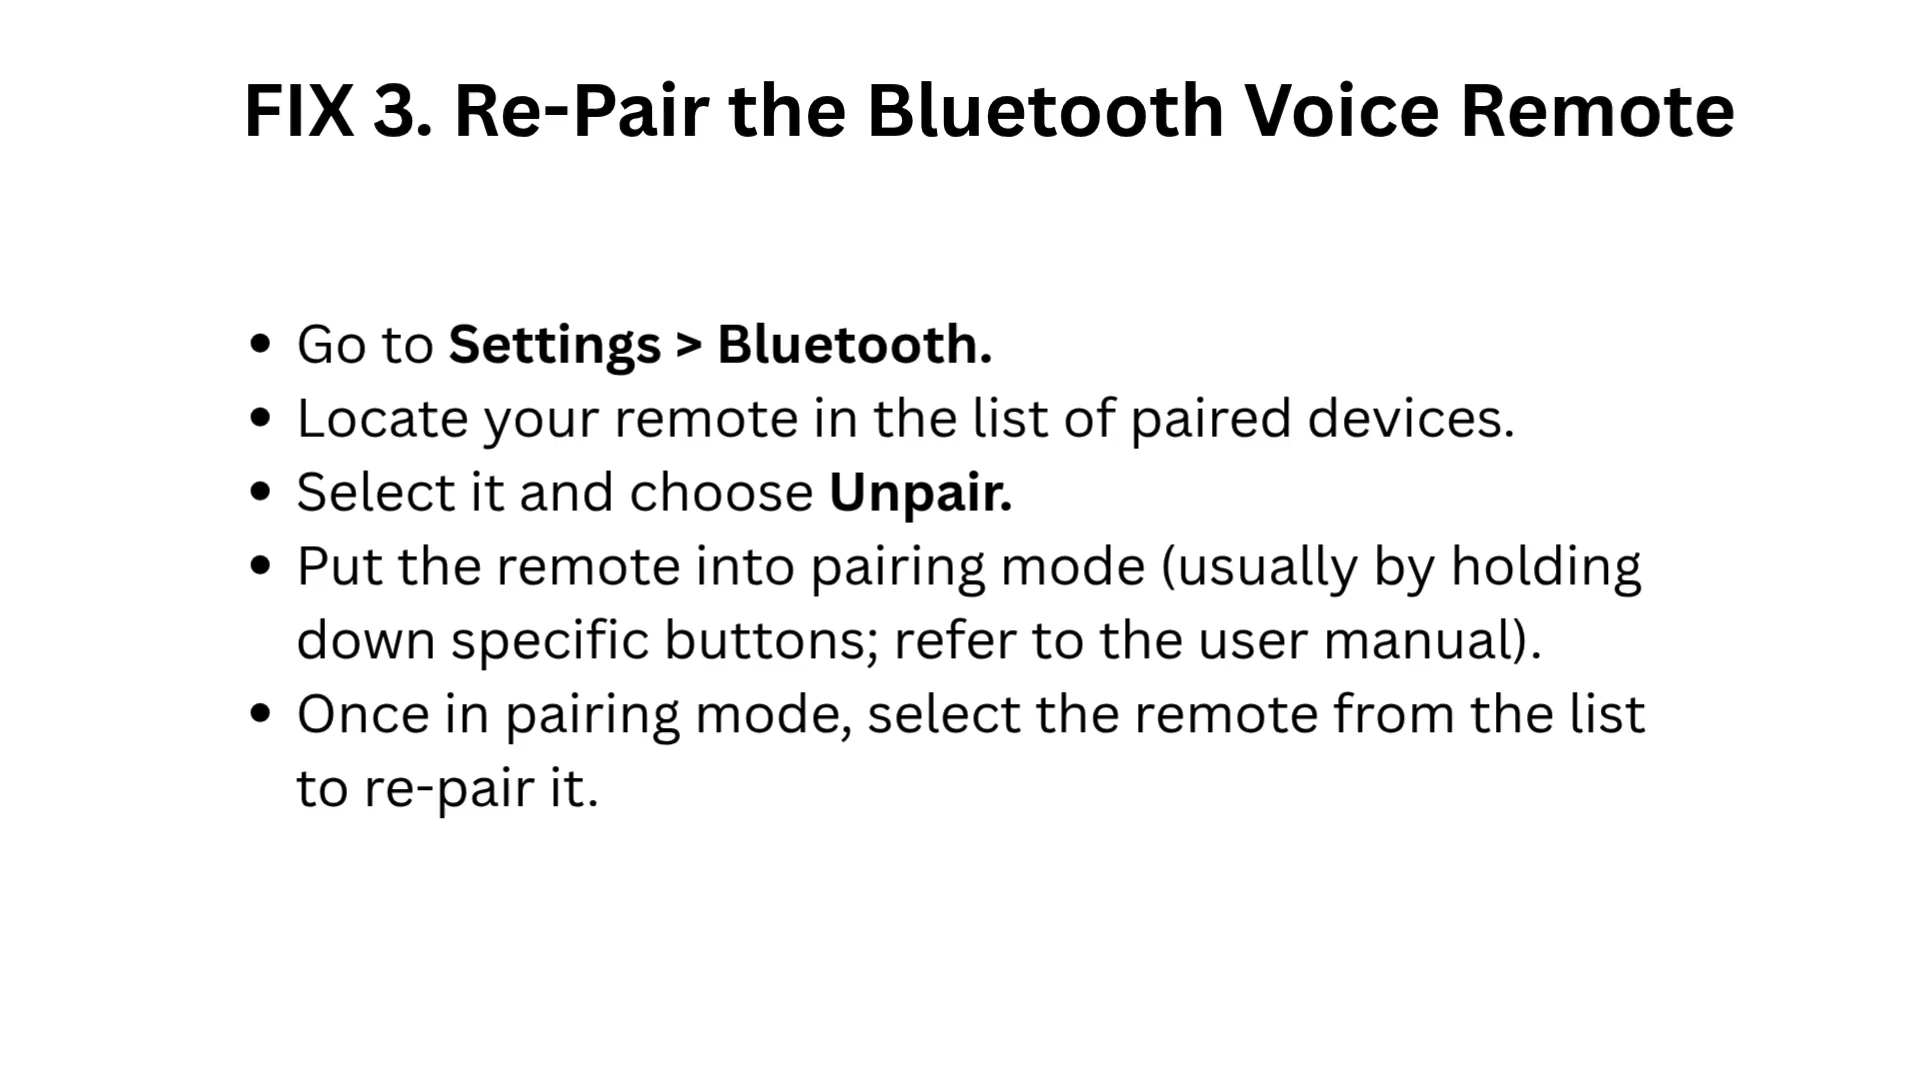 FIX 3. Re-Pair the Bluetooth Voice Remote
• Go to Settings > Bluetooth.
• Locate your remote in the list of paired devices.
• Select it and choose Unpair.
• Put the remote into pairing mode (usually by holding
down specific buttons; refer to the user manual).
• Once in pairing mode, select the remote from the list
to re-pair it.